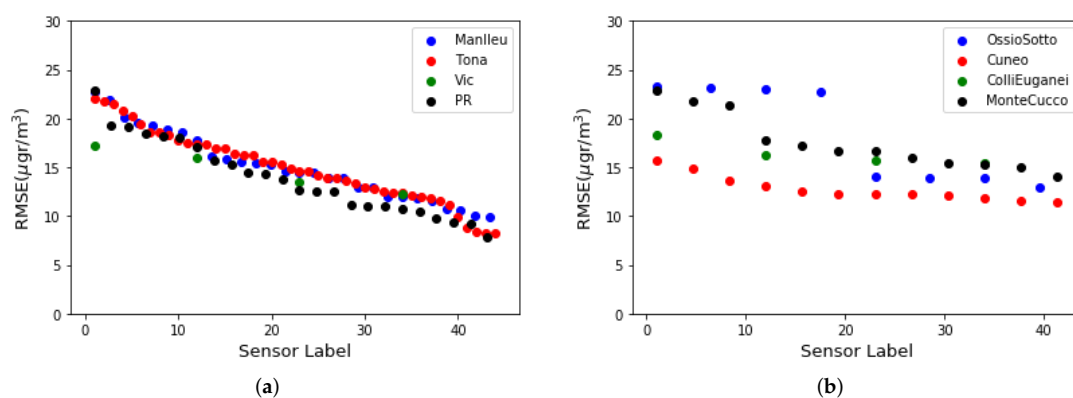 30
25
20
15
10
5
0
RMSE(μgr/m³)
Manlleu
Tona
Vic
PR
0 10 20 30 40
Sensor Label
(a)
30
25
20
15
10
5
0
RMSE(μgr/m³)
OssioSotto
Cuneo
ColliEuganei
MonteCucco
0 10 20 30 40
Sensor Label
(b)